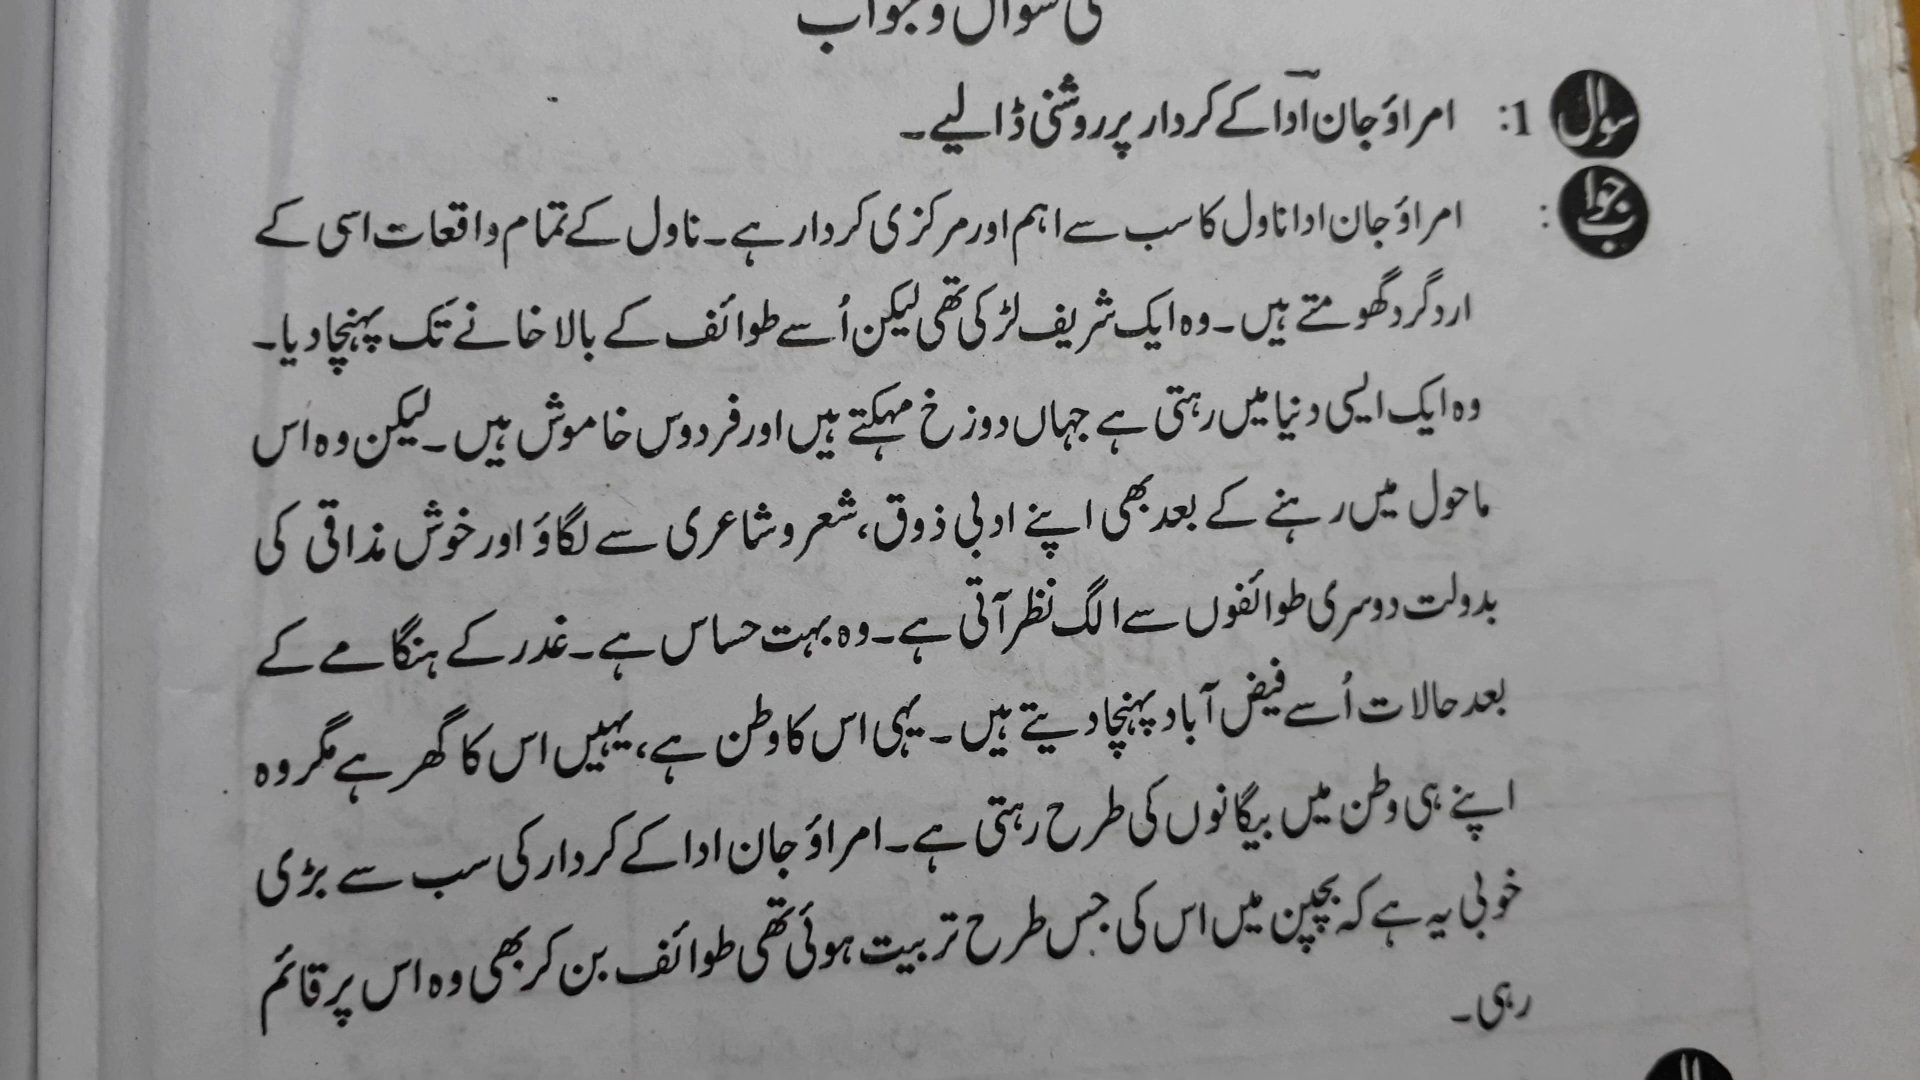 سوال و جواب
سوال 1: امراؤ جان ادا کے کردار پر روشنی ڈالیے۔
جواب : امراؤ جان ادا ناول کا سب سے اہم اور مرکزی کردار ہے۔ ناول کے تمام واقعات اسی کے
ارد گرد گھومتے ہیں۔ وہ ایک شریف لڑکی تھی لیکن اُسے طوائف کے بالا خانے تک پہنچا دیا۔
وہ ایک ایسی دنیا میں رہتی ہے جہاں دوزخ مہکتے ہیں اور فردوس خاموش ہیں۔ لیکن وہ اس
ماحول میں رہنے کے بعد بھی اپنے ادبی ذوق، شعر و شاعری سے لگاؤ اور خوش مذاقی کی
بدولت دوسری طوائفوں سے الگ نظر آتی ہے۔ وہ بہت حساس ہے۔ غدر کے ہنگامے کے
بعد حالات اُسے فیض آباد پہنچا دیتے ہیں۔ یہی اس کا وطن ہے، یہیں اس کا گھر ہے مگر وہ
اپنے ہی وطن میں بیگانوں کی طرح رہتی ہے۔ امراؤ جان ادا کے کردار کی سب سے بڑی
خوبی یہ ہے کہ بچپن میں اس کی جس طرح تربیت ہوئی تھی طوائف بن کر بھی وہ اس پر قائم
رہی۔